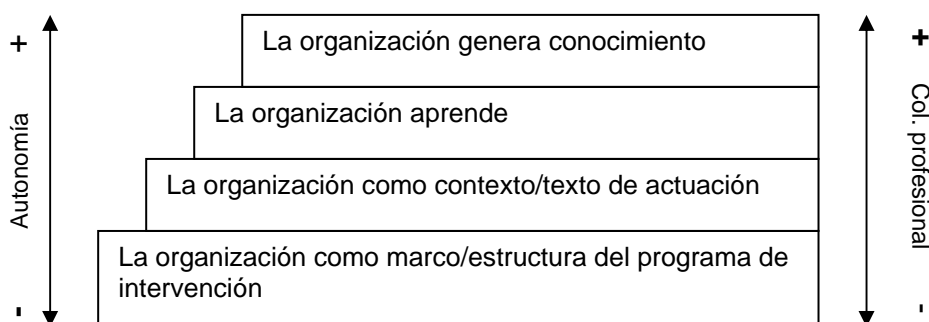 +
Autonomía
-
La organización genera conocimiento
La organización aprende
La organización como contexto/texto de actuación
La organización como marco/estructura del programa de
intervención
+
Col. profesional
-